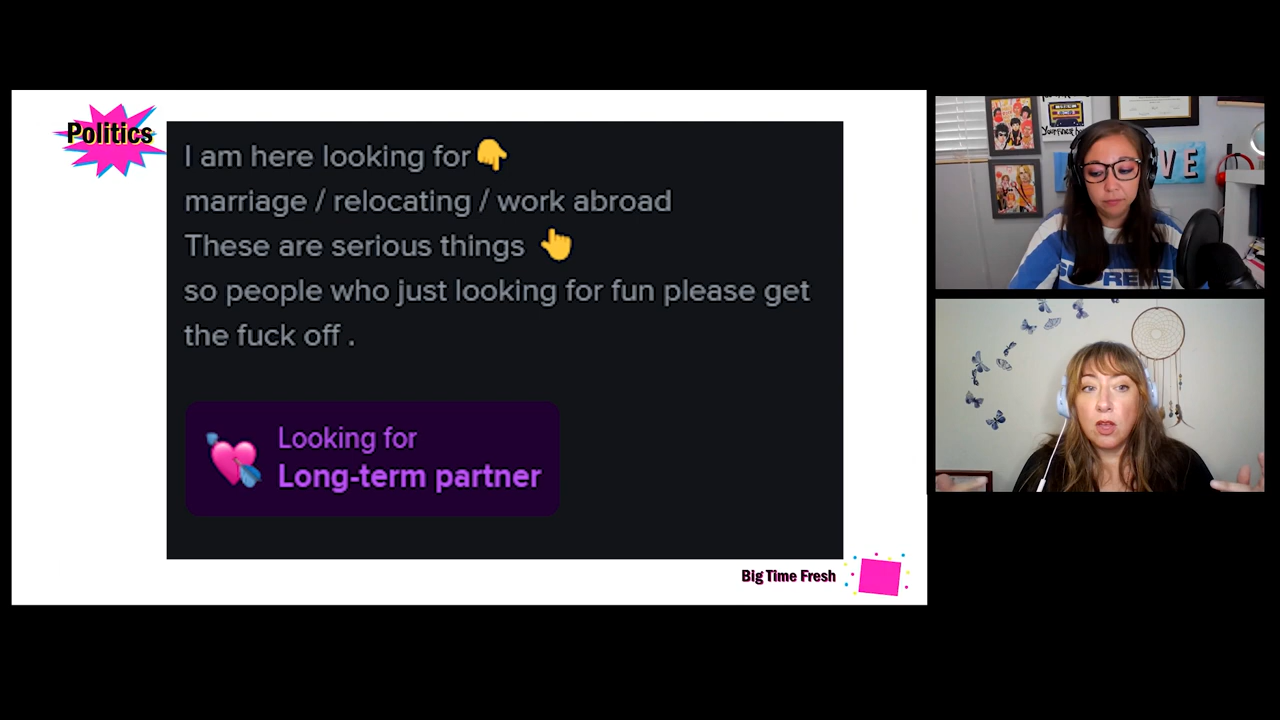 Politics
I am here looking for👇
marriage / relocating / work abroad
These are serious things 👆
so people who just looking for fun please get
the fuck off .
Looking for
Long-term partner
Big Time Fresh